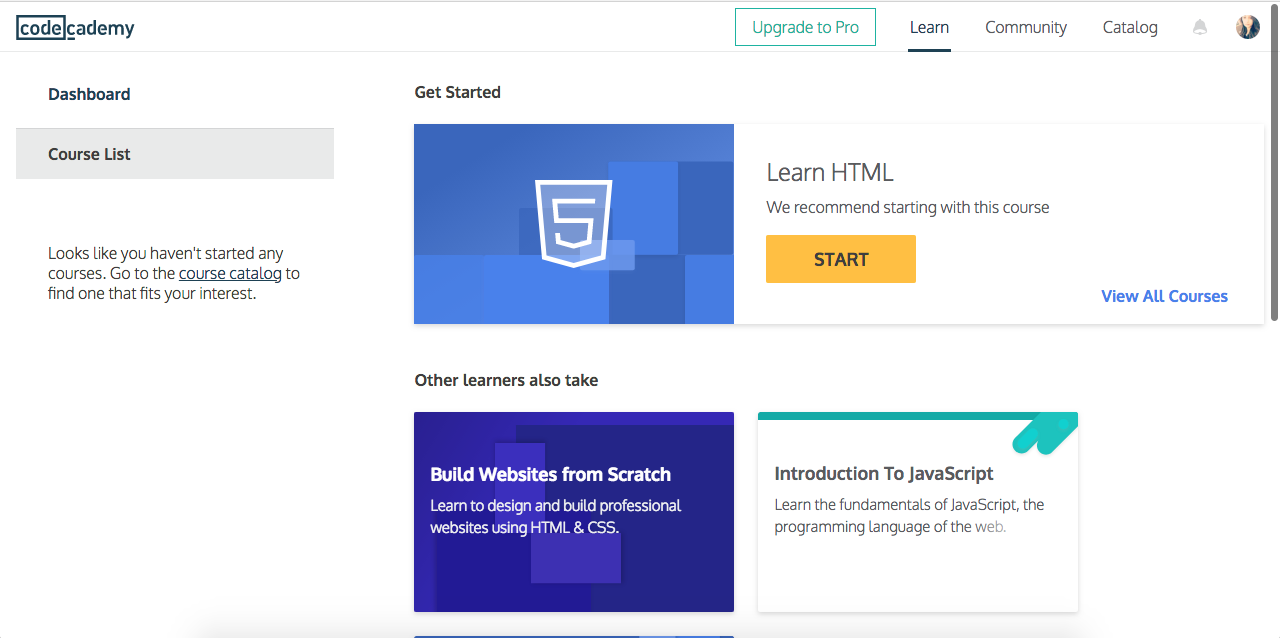 codecademy
Upgrade to Pro
Learn
Community
Catalog
Dashboard
Course List
Looks like you haven't started any
courses. Go to the course catalog to
find one that fits your interest.
Get Started
5
Learn HTML
We recommend starting with this course
START
View All Courses
Other learners also take
Build Websites from Scratch
Learn to design and build professional
websites using HTML & CSS.
Introduction To JavaScript
Learn the fundamentals of JavaScript, the
programming language of the web.